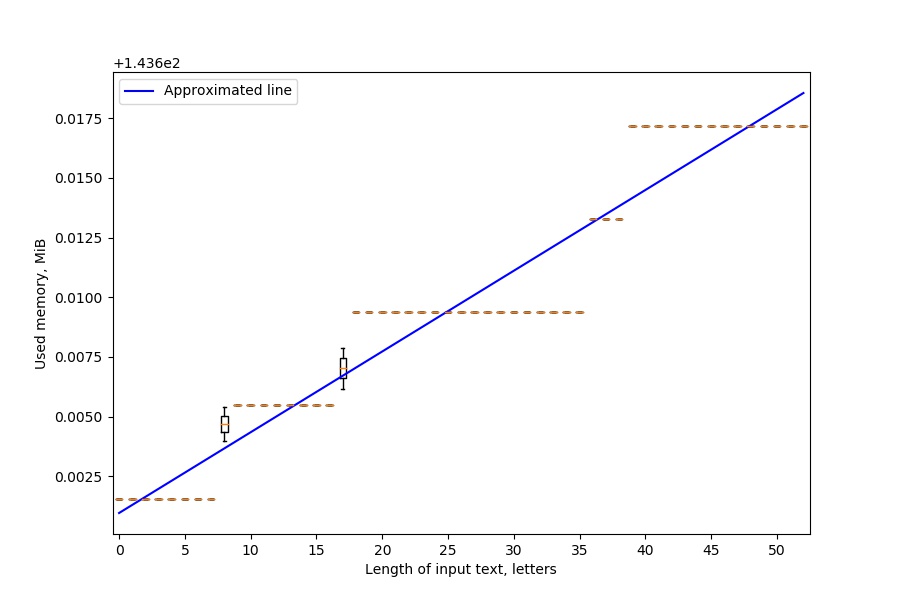 +1.436e2
Approximated line
0.0175
0.0150
0.0125
0.0100
0.0075
0.0050
0.0025
Used memory, MiB
0 5 10 15 20 25 30 35 40 45 50
Length of input text, letters